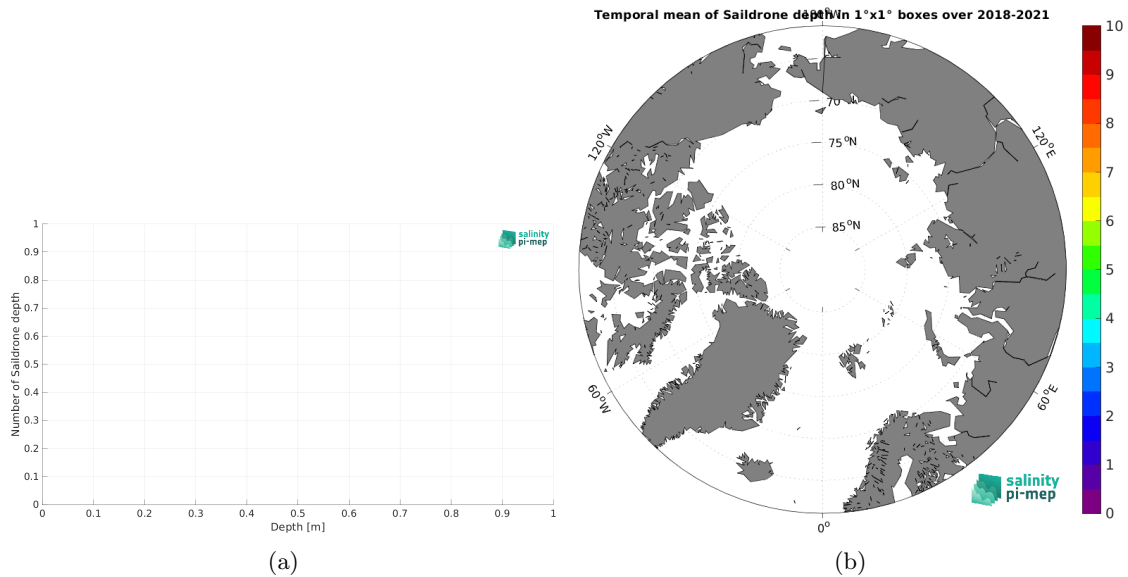 Temporal mean of Saildrone depth in 1°x1° boxes over 2018-2021
180°W
120°W
120°E
60°W
60°E
0°
70°N
75°N
80°N
85°N
10
9
8
7
6
5
4
3
2
1
0
salinity
pi-mep
Number of Saildrone depth
1
0.9
0.8
0.7
0.6
0.5
0.4
0.3
0.2
0.1
0
0 0.1 0.2 0.3 0.4 0.5 0.6 0.7 0.8 0.9 1
Depth [m]
salinity
pi-mep
(a)
(b)